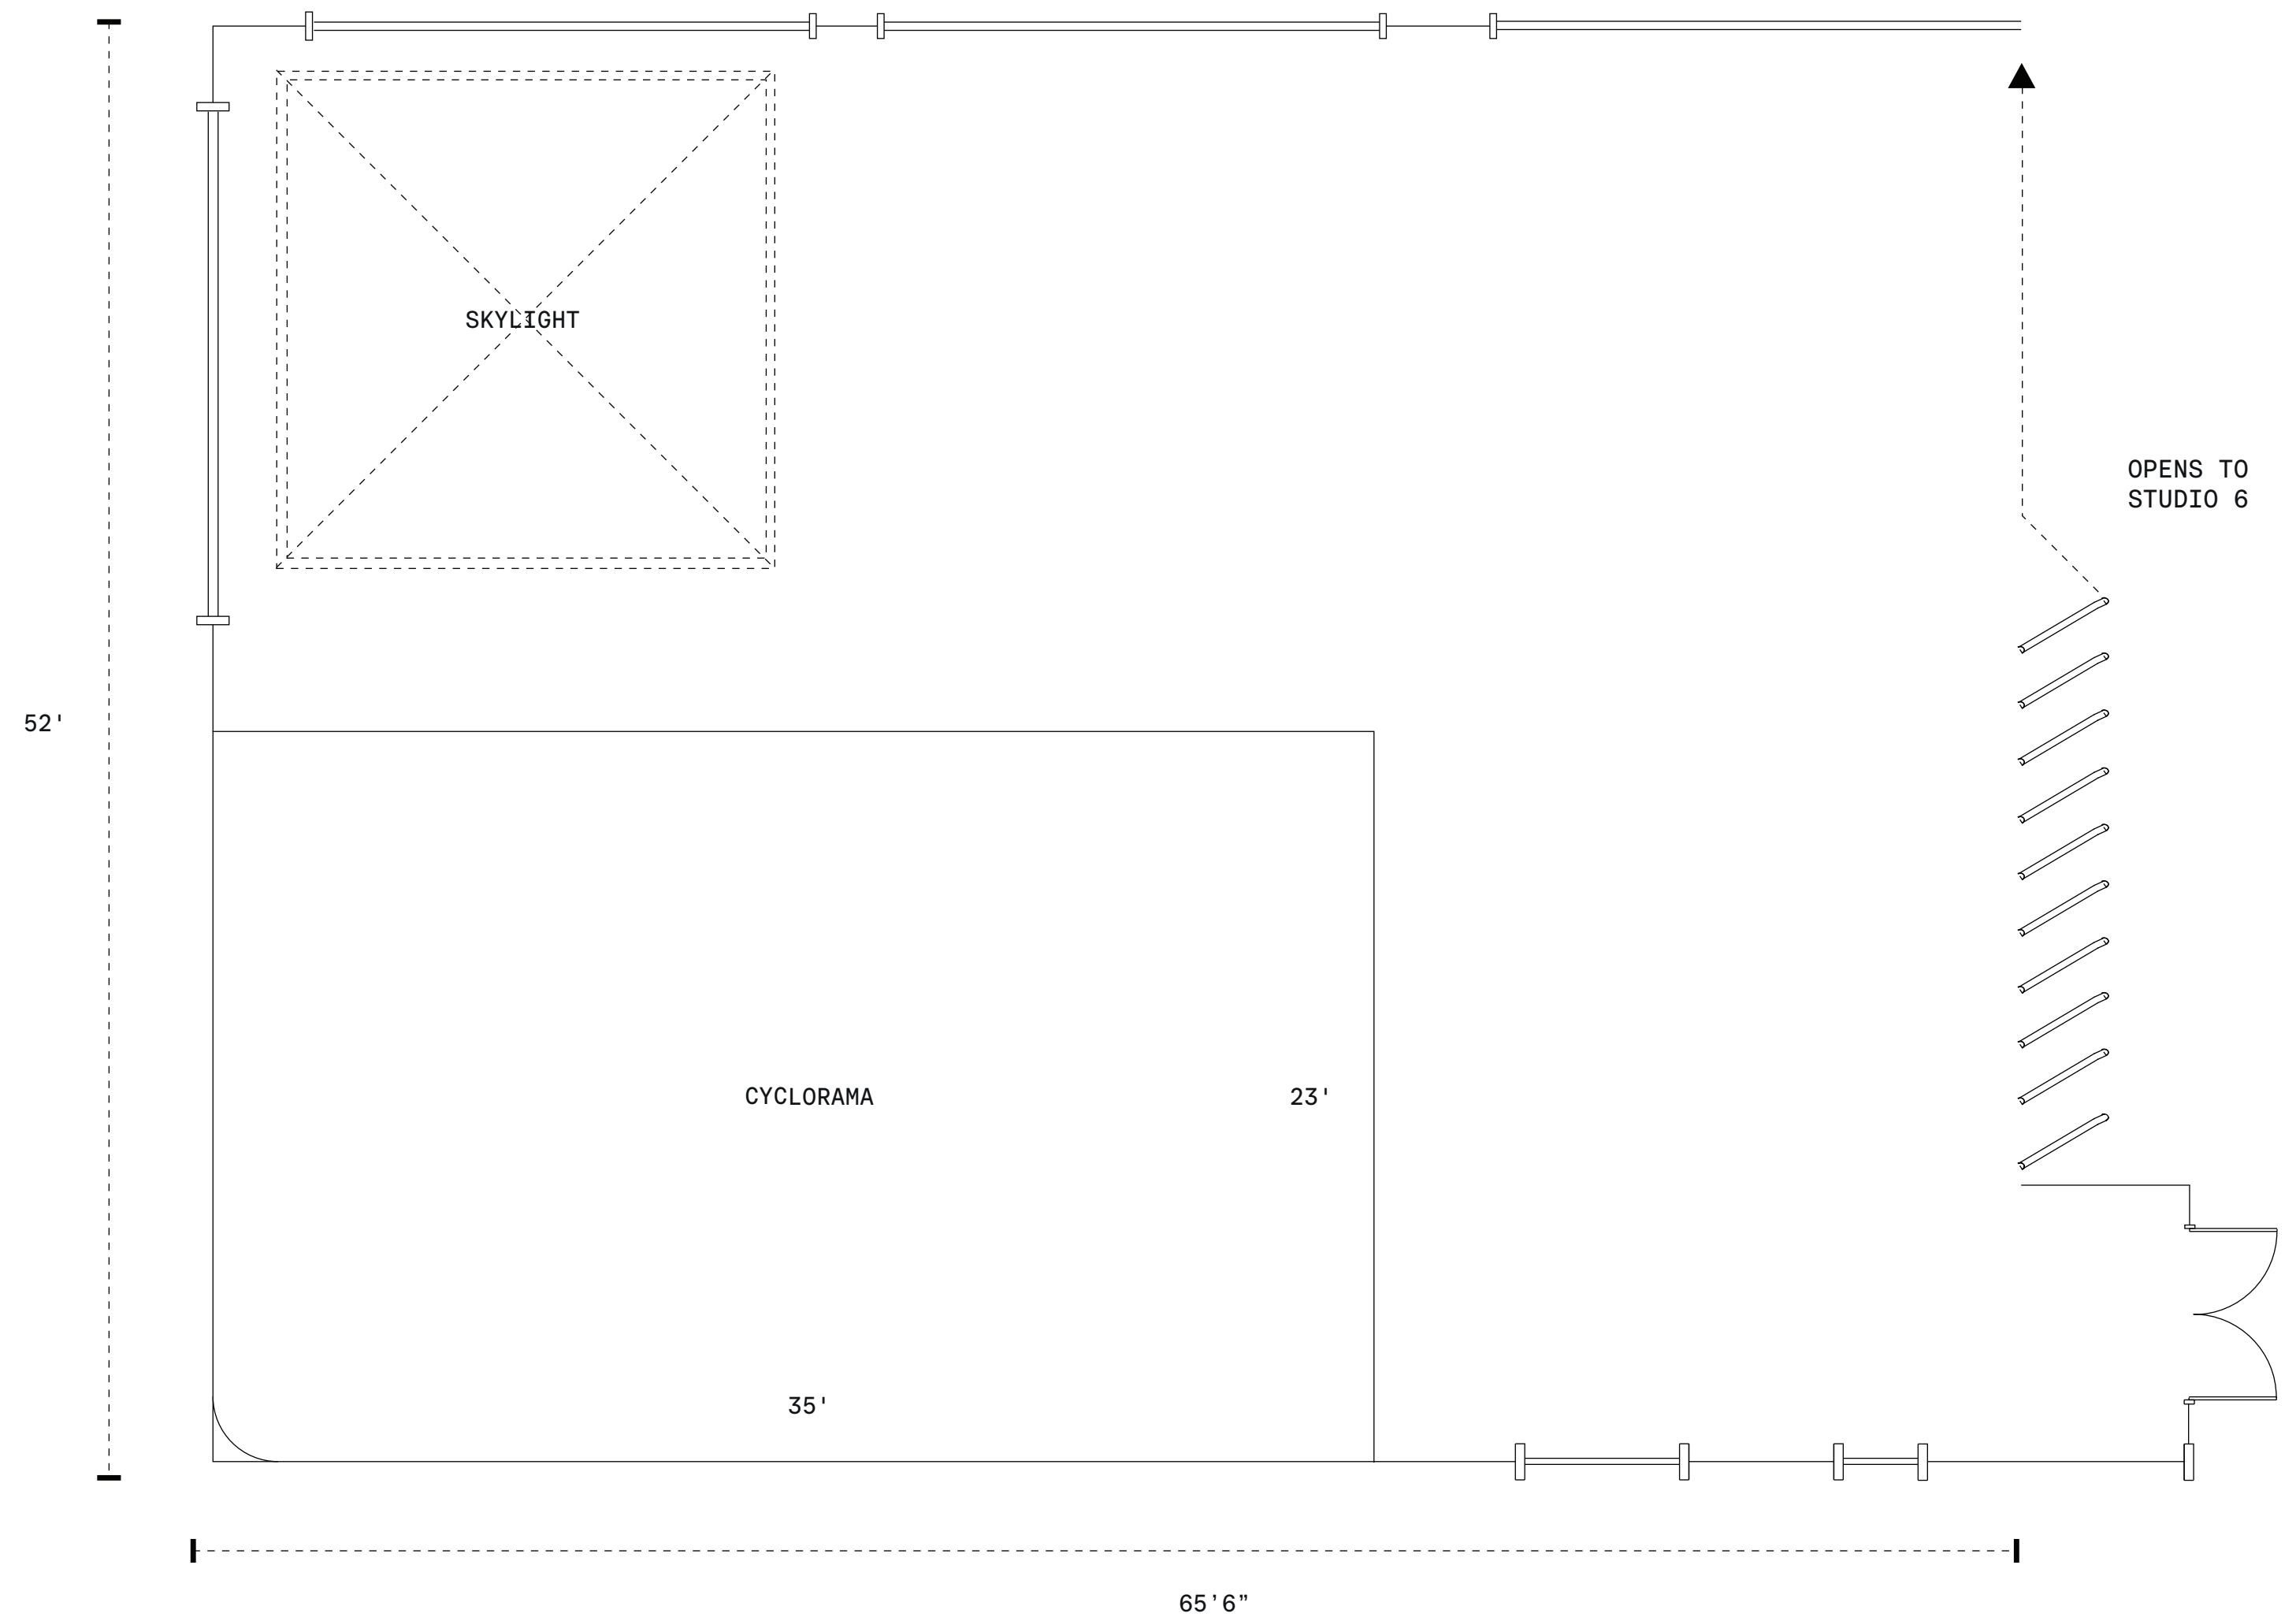 SKYLIGHT
OPENS TO
STUDIO 6
52'
CYCLORAMA
23'
35'
65’6”